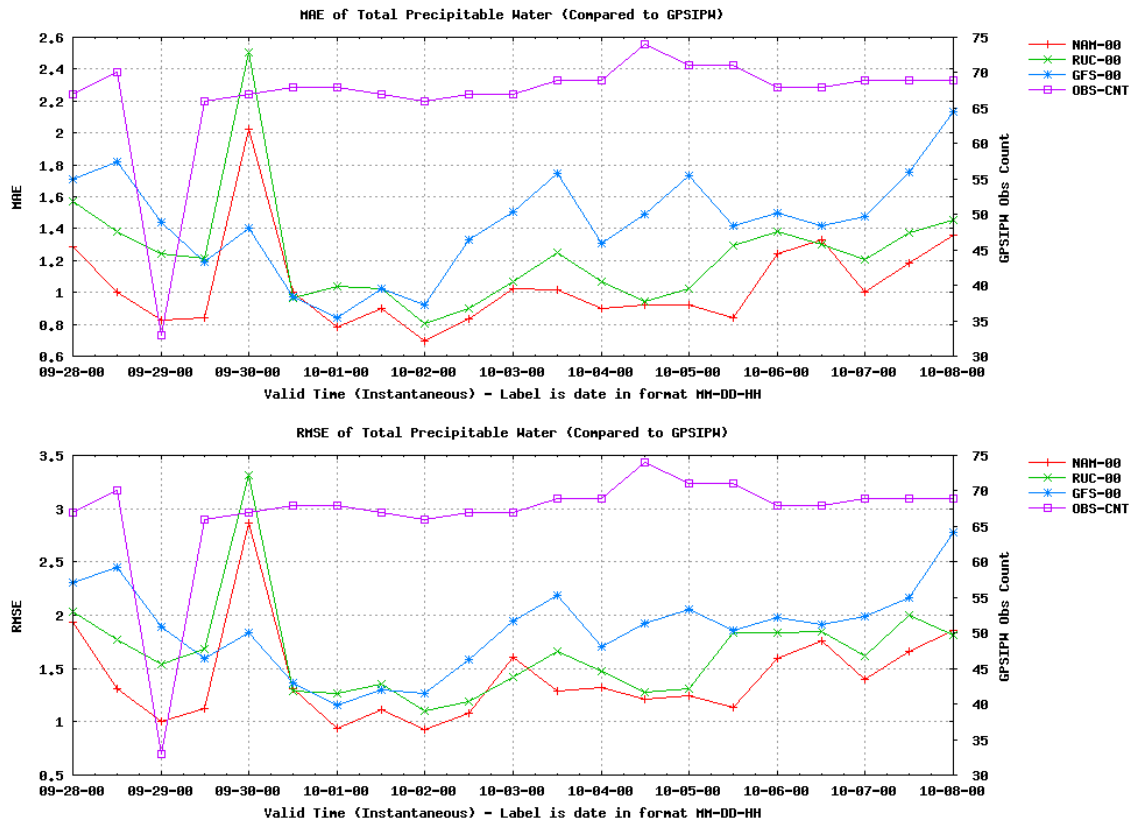 MAE of Total Precipitable Water (Compared to GPSIPW)
2.6
2.4
2.2
2
1.8
1.6
1.4
1.2
1
0.8
0.6
MAE
75
70
65
60
55
50
45
40
35
30
GPSIPW Obs Count
NAM-00
RUC-00
GFS-00
OBS-CNT
09-28-00 09-29-00 09-30-00 10-01-00 10-02-00 10-03-00 10-04-00 10-05-00 10-06-00 10-07-00 10-08-00
Valid Time (Instantaneous) - Label is date in format MM-DD-HH
RMSE of Total Precipitable Water (Compared to GPSIPW)
3.5
3
2.5
2
1.5
1
0.5
RMSE
75
70
65
60
55
50
45
40
35
30
GPSIPW Obs Count
NAM-00
RUC-00
GFS-00
OBS-CNT
09-28-00 09-29-00 09-30-00 10-01-00 10-02-00 10-03-00 10-04-00 10-05-00 10-06-00 10-07-00 10-08-00
Valid Time (Instantaneous) - Label is date in format MM-DD-HH